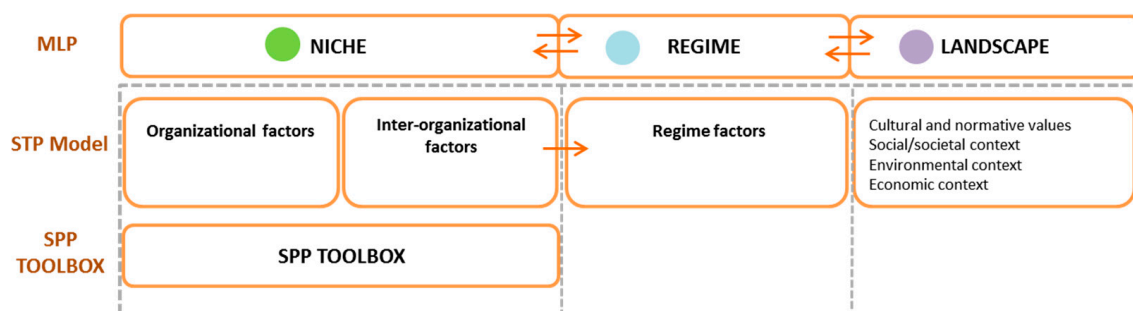 MLP
NICHE
REGIME
LANDSCAPE
STP Model
Organizational factors
Inter-organizational
factors
Regime factors
Cultural and normative values
Social/societal context
Environmental context
Economic context
SPP
TOOLBOX
SPP TOOLBOX